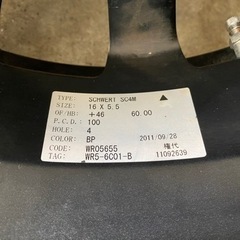 TYPE: SCHWERT SC4M
SIZE: 16 X 5.5
OF/HB: +46 60.00
P.C.D: 100
HOLE: 4
COLOR: BP 2011/09/28
CODE: WR05655 権代
TAG: WR5-6C01-B 11092639